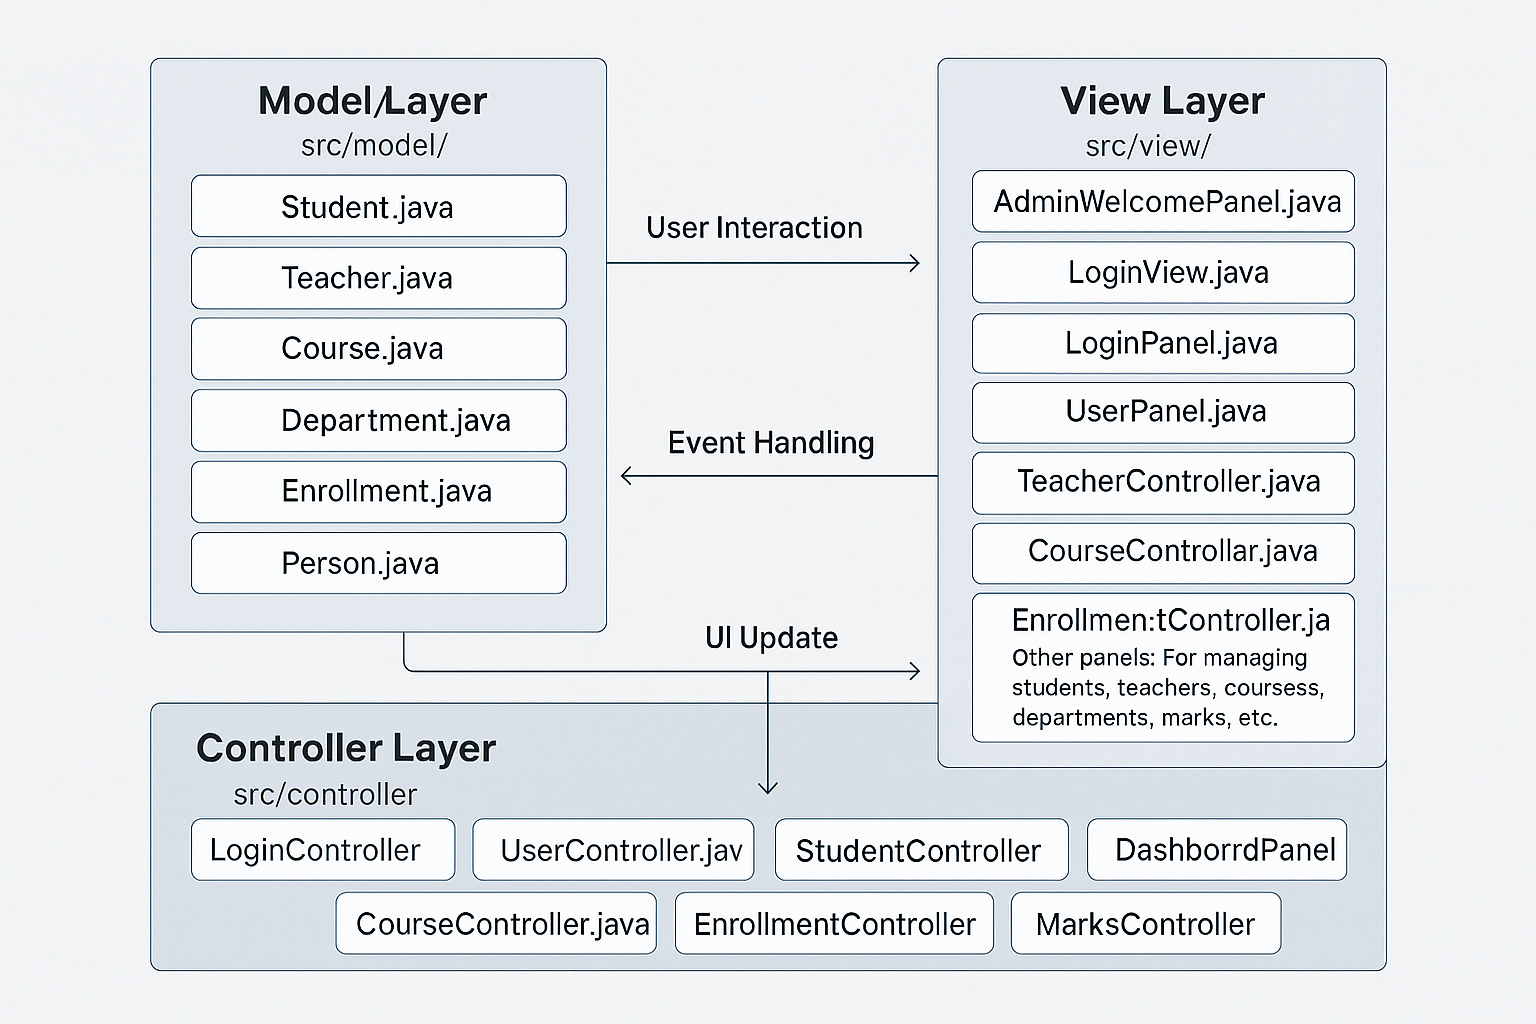 Model/Layer
src/model/
Student.java
Teacher.java
Course.java
Department.java
Enrollment.java
Person.java
User Interaction
Event Handling
UI Update
View Layer
src/view/
AdminWelcomePanel.java
LoginView.java
LoginPanel.java
UserPanel.java
TeacherController.java
CourseControllar.java
Enrollmen:tController.ja
Other panels: For managing
students, teachers, coursess,
departments, marks, etc.
Controller Layer
src/controller
LoginController
UserController.jav
StudentController
DashborrdPanel
CourseController.java
EnrollmentController
MarksController